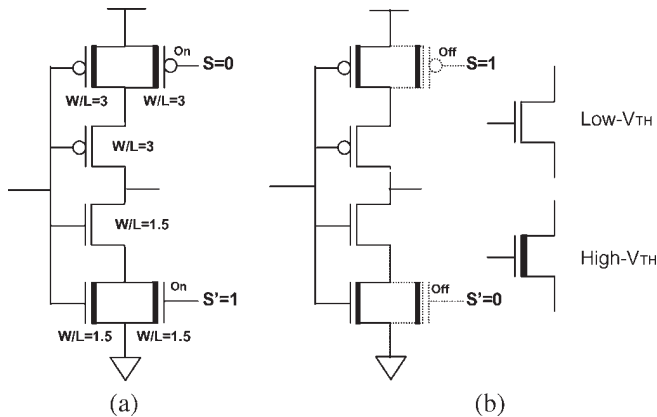 On
S=0
W/L=3 W/L=3
W/L=3
W/L=1.5
On
S'=1
W/L=1.5 W/L=1.5
(a)
Off
S=1
Off
S'=0
(b)
Low-VTH
High-VTH